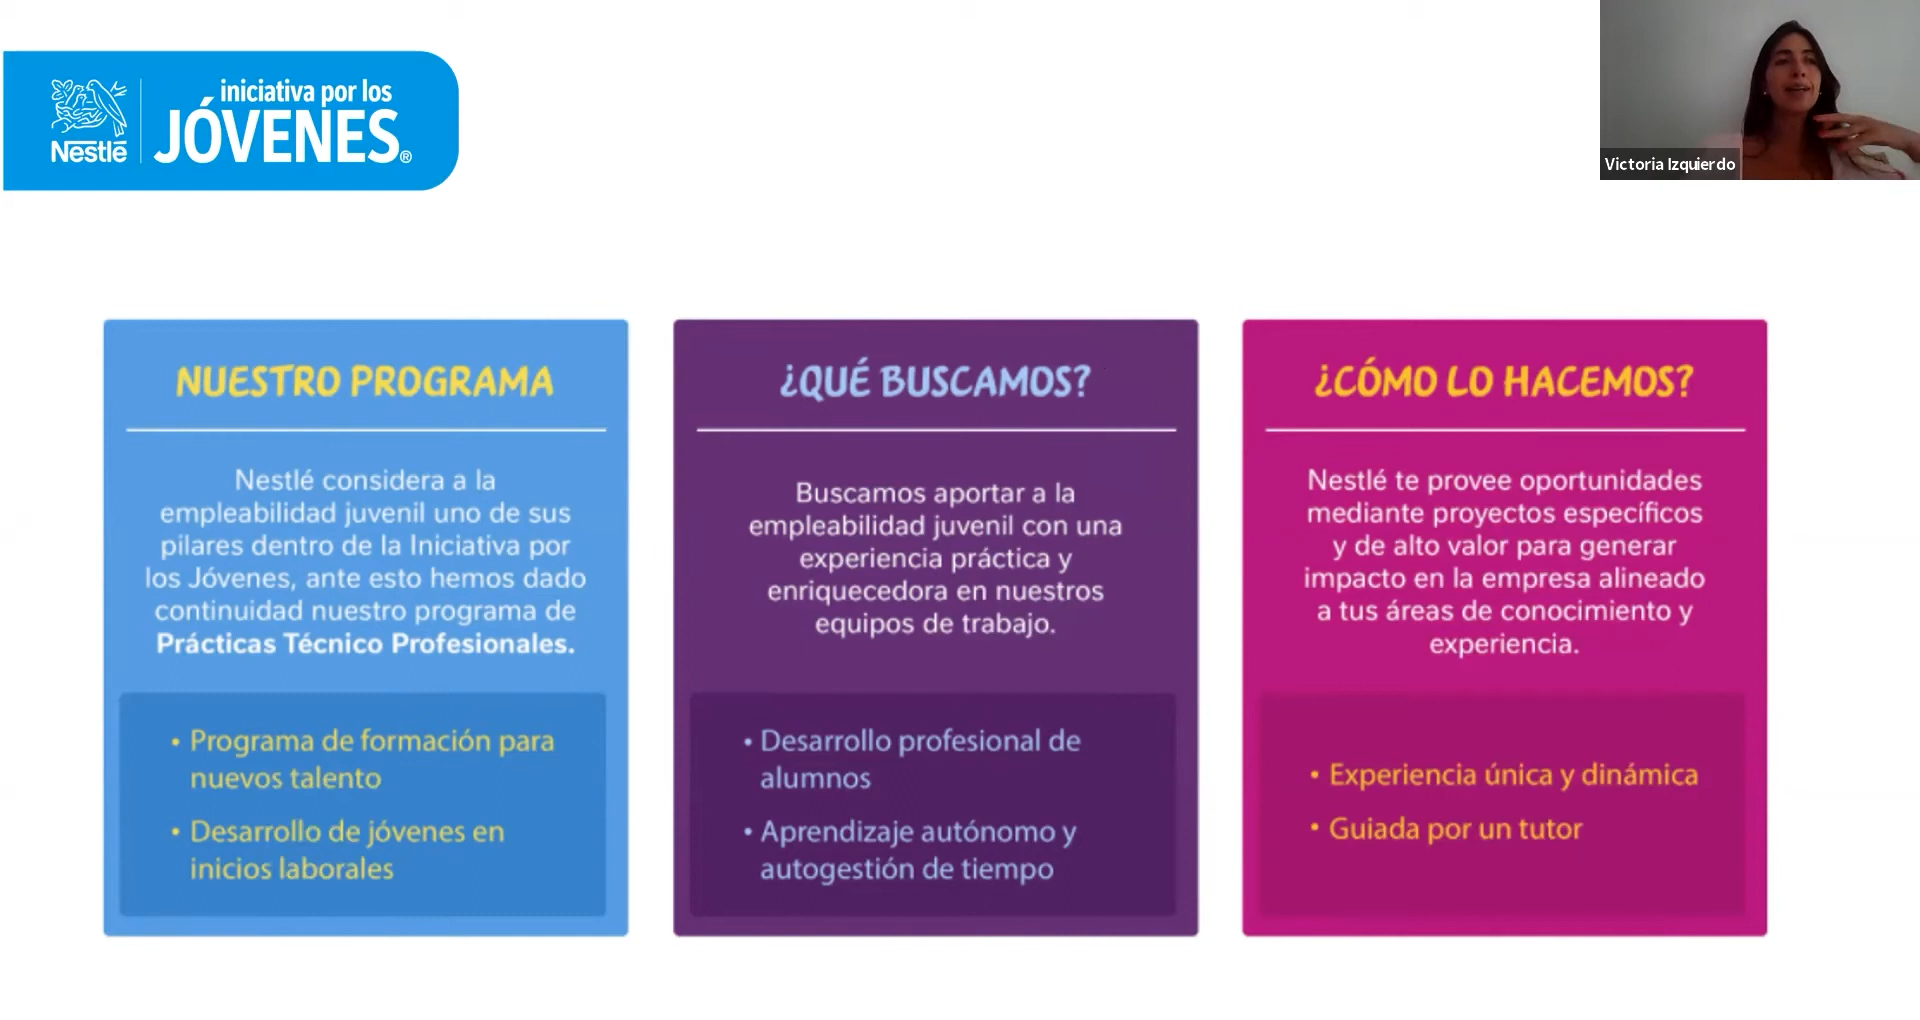 Nestlé
iniciativa por los
JÓVENES®
Victoria Izquierdo
NUESTRO PROGRAMA
Nestlé considera a la
empleabilidad juvenil uno de sus
pilares dentro de la Iniciativa por
los Jóvenes, ante esto hemos dado
continuidad nuestro programa de
Prácticas Técnico Profesionales.
• Programa de formación para
nuevos talento
• Desarrollo de jóvenes en
inicios laborales
¿QUÉ BUSCAMOS?
Buscamos aportar a la
empleabilidad juvenil con una
experiencia práctica y
enriquecedora en nuestros
equipos de trabajo.
• Desarrollo profesional de
alumnos
• Aprendizaje autónomo y
autogestión de tiempo
¿CÓMO LO HACEMOS?
Nestlé te provee oportunidades
mediante proyectos específicos
y de alto valor para generar
impacto en la empresa alineado
a tus áreas de conocimiento y
experiencia.
• Experiencia única y dinámica
• Guiada por un tutor